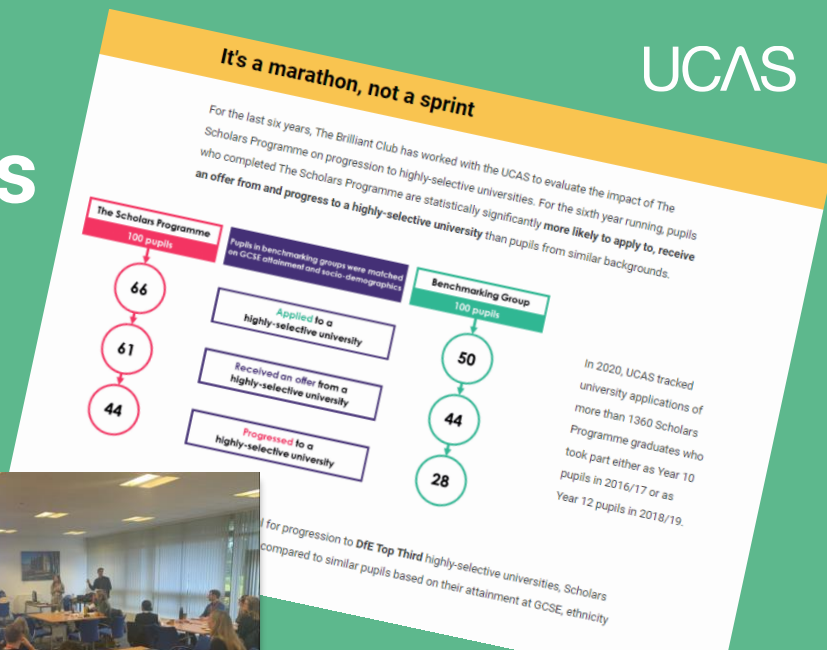 UCAS
s
It's a marathon, not a sprint
For the last six years, The Brilliant Club has worked with the UCAS to evaluate the impact of The
Scholars Programme on progression to highly-selective universities. For the sixth year running, pupils
who completed The Scholars Programme are statistically significantly more likely to apply to, receive
an offer from and progress to a highly-selective university than pupils from similar backgrounds.
The Scholars Programme
100 pupils
66
61
44
Pupils in benchmarking groups were matched
on GCSE attainment and socio-demographics
Applied to a
highly-selective university
Received an offer from a
highly-selective university
Progressed to a
highly-selective university
Benchmarking Group
100 pupils
50
44
28
In 2020, UCAS tracked
university applications of
more than 1360 Scholars
Programme graduates who
took part either as Year 10
pupils in 2016/17 or as
Year 12 pupils in 2018/19.
l for progression to DfE Top Third highly-selective universities, Scholars
compared to similar pupils based on their attainment at GCSE, ethnicity